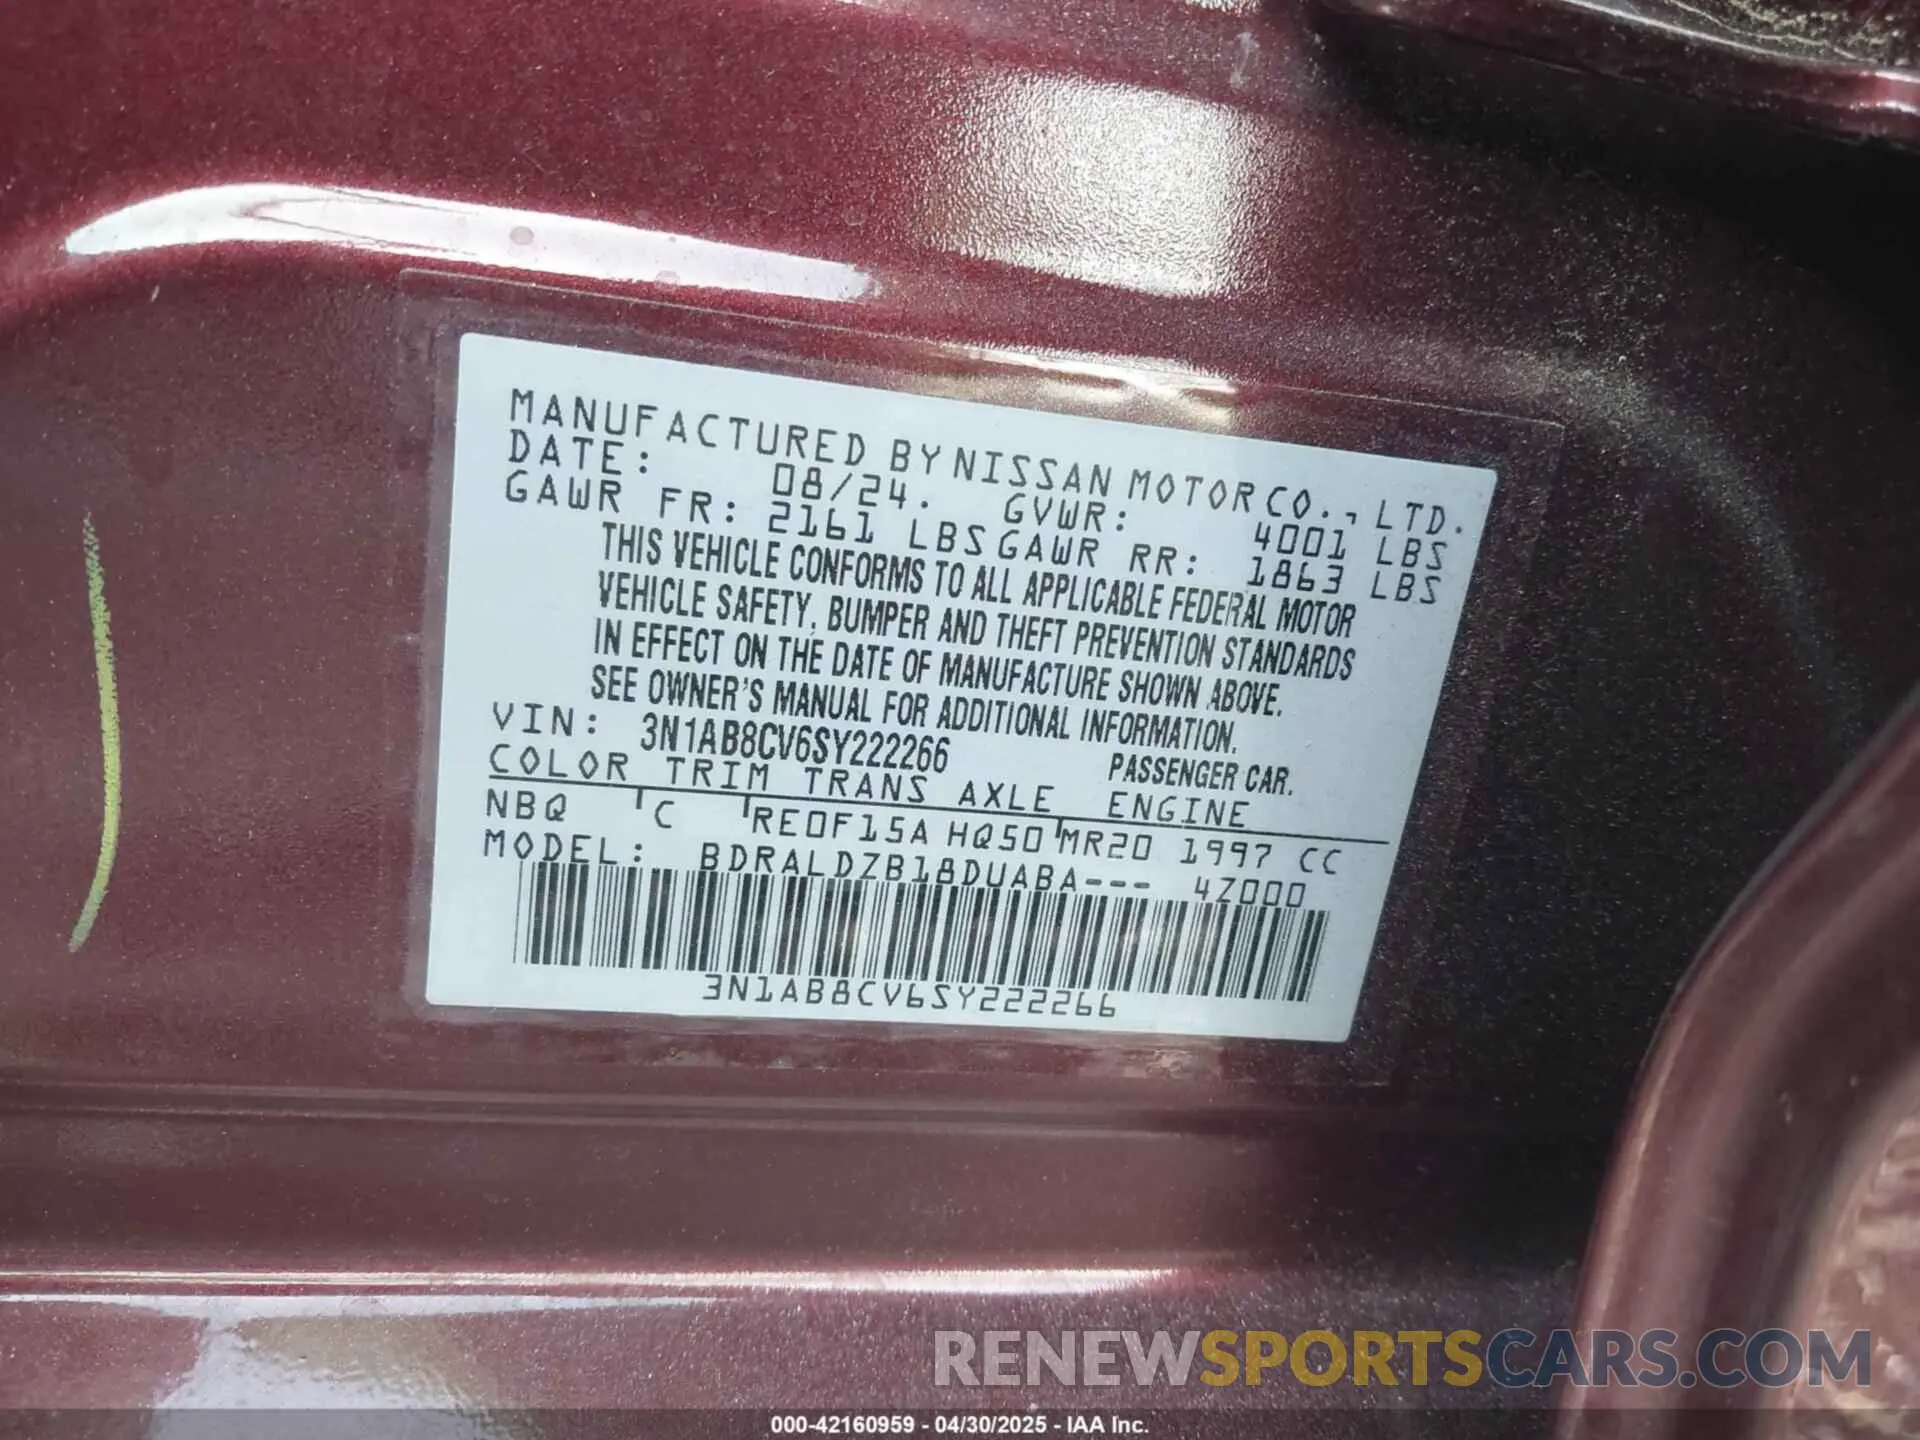 MANUFACTURED BY NISSAN MOTOR CO., LTD.
DATE: 08/24. GVWR: 4001 LBS
GAWR FR: 2161 LBS GAWR RR: 1863 LBS
THIS VEHICLE CONFORMS TO ALL APPLICABLE FEDERAL MOTOR
VEHICLE SAFETY, BUMPER AND THEFT PREVENTION STANDARDS
IN EFFECT ON THE DATE OF MANUFACTURE SHOWN ABOVE.
SEE OWNER'S MANUAL FOR ADDITIONAL INFORMATION.
VIN: 3N1AB8CV6SY222266 PASSENGER CAR.
COLOR TRIM TRANS AXLE ENGINE
NBQ C RE0F15A HQ50 MR20 1997 CC
MODEL: BDRALDZB18DUABA--- 4Z000
3N1AB8CV6SY222266
RENEWSPORTSCARS.COM
000-42160959 - 04/30/2025 - IAA Inc.